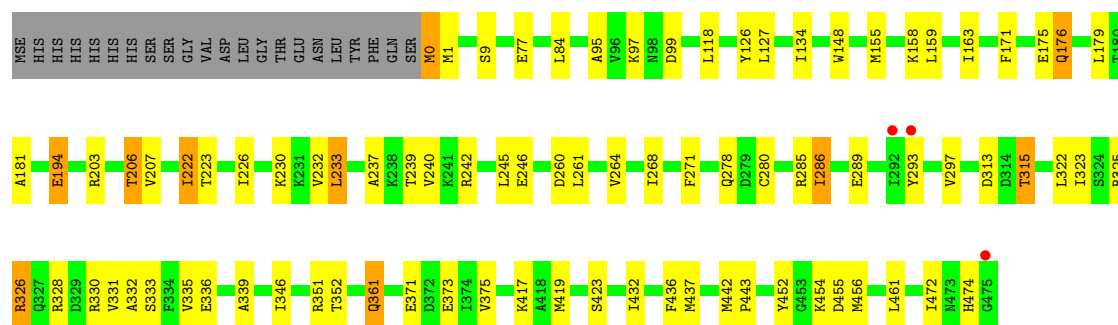 MSE HIS HIS HIS HIS HIS HIS SER SER GLY VAL ASP LEU GLY THR GLU ASN LEU TYR PHE GLN SER M0 M1 S9 E77 L84 A95 V96 K97 N98 D99 L118 Y126 L127 I134 W148 M155 K158 L159 I163 F171 E175 Q176 L179 T180
A181 E194 R203 T206 V207 I222 T223 I226 K230 K231 V232 L233 A237 K238 T239 V240 K241 R242 L245 E246 D260 L261 V264 I268 F271 Q278 D279 C280 R285 I286 E289 I292 Y293 V297 D313 D314 T315 L322 I323 S324 P325
R326 Q327 R328 D329 R330 V331 A332 S333 F334 V335 E336 A339 I346 R351 T352 Q361 E371 D372 E373 I374 V375 K417 A418 M419 S423 I432 F436 M437 M442 P443 Y452 G453 K454 D455 M456 L461 I472 N473 H474 G475